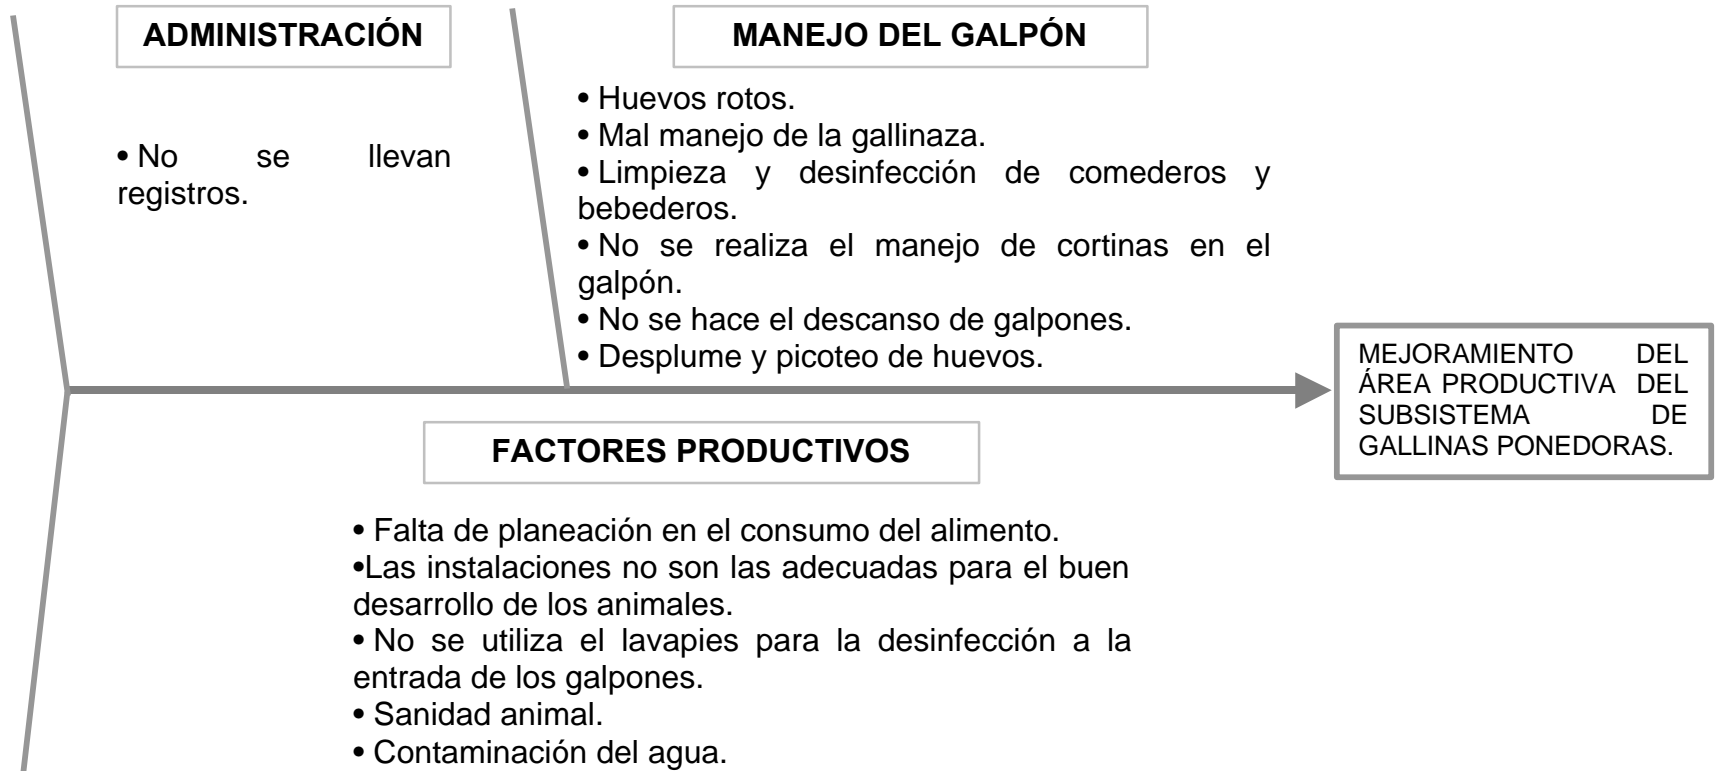 ADMINISTRACIÓN
• No se llevan
registros.
MANEJO DEL GALPÓN
• Huevos rotos.
• Mal manejo de la gallinaza.
• Limpieza y desinfección de comederos y
bebederos.
• No se realiza el manejo de cortinas en el
galpón.
• No se hace el descanso de galpones.
• Desplume y picoteo de huevos.
MEJORAMIENTO DEL
ÁREA PRODUCTIVA DEL
SUBSISTEMA DE
GALLINAS PONEDORAS.
FACTORES PRODUCTIVOS
• Falta de planeación en el consumo del alimento.
•Las instalaciones no son las adecuadas para el buen
desarrollo de los animales.
• No se utiliza el lavapies para la desinfección a la
entrada de los galpones.
• Sanidad animal.
• Contaminación del agua.